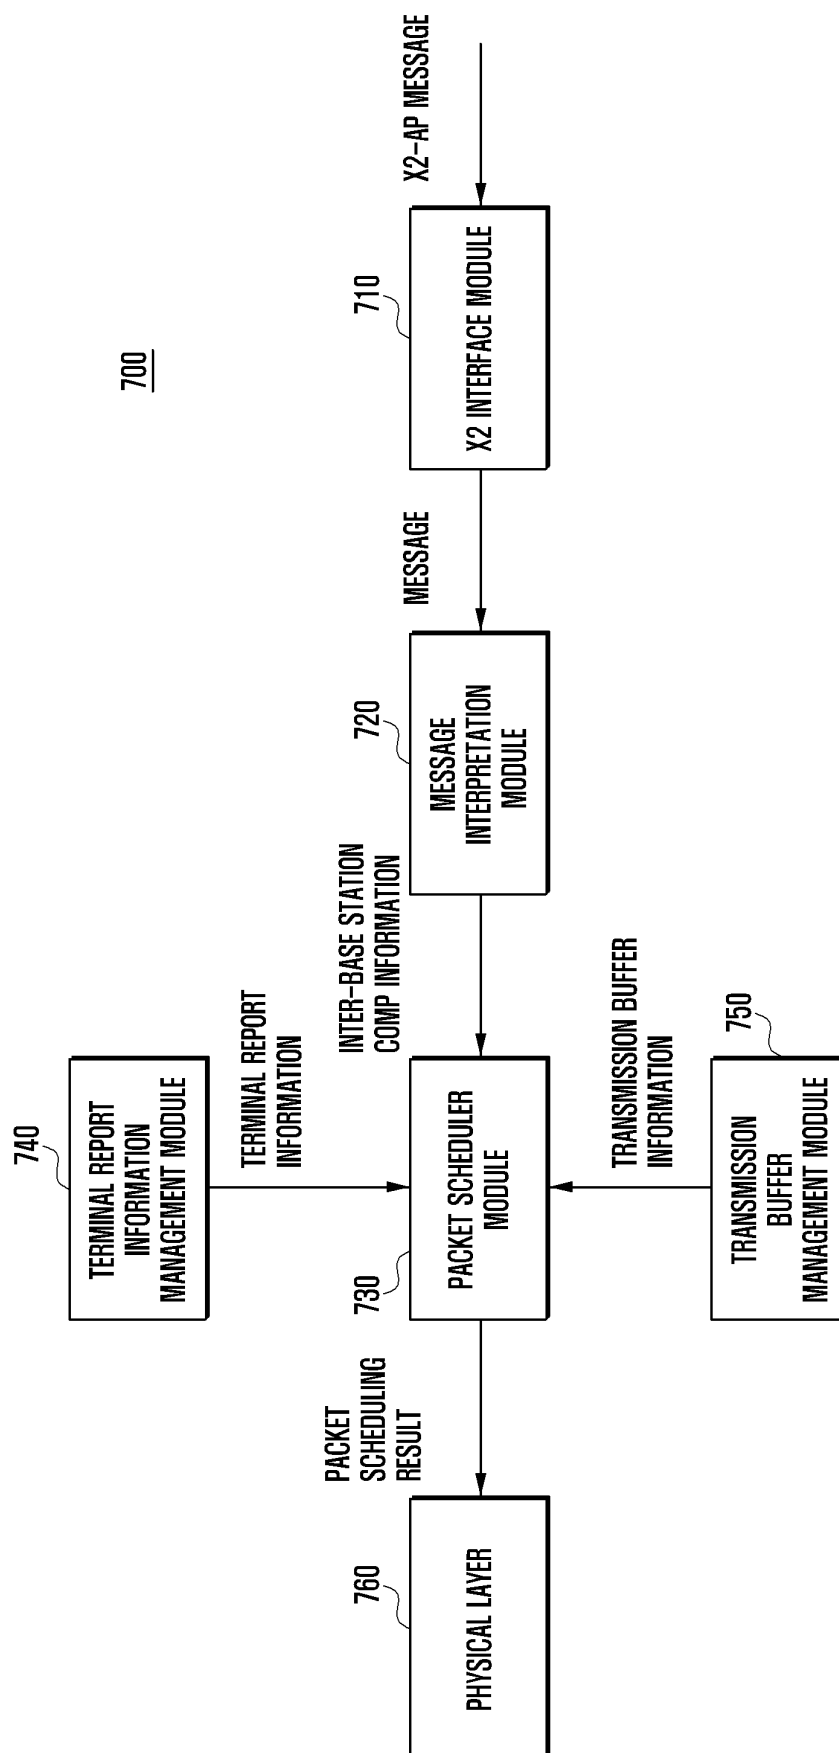 700
X2-AP MESSAGE
710
X2 INTERFACE MODULE
MESSAGE
720
MESSAGE
INTERPRETATION
MODULE
INTER-BASE STATION
COMP INFORMATION
740
TERMINAL REPORT
INFORMATION
MANAGEMENT MODULE
TERMINAL REPORT
INFORMATION
730
PACKET SCHEDULER
MODULE
TRANSMISSION BUFFER
INFORMATION
750
TRANSMISSION
BUFFER
MANAGEMENT MODULE
PACKET
SCHEDULING
RESULT
760
PHYSICAL LAYER